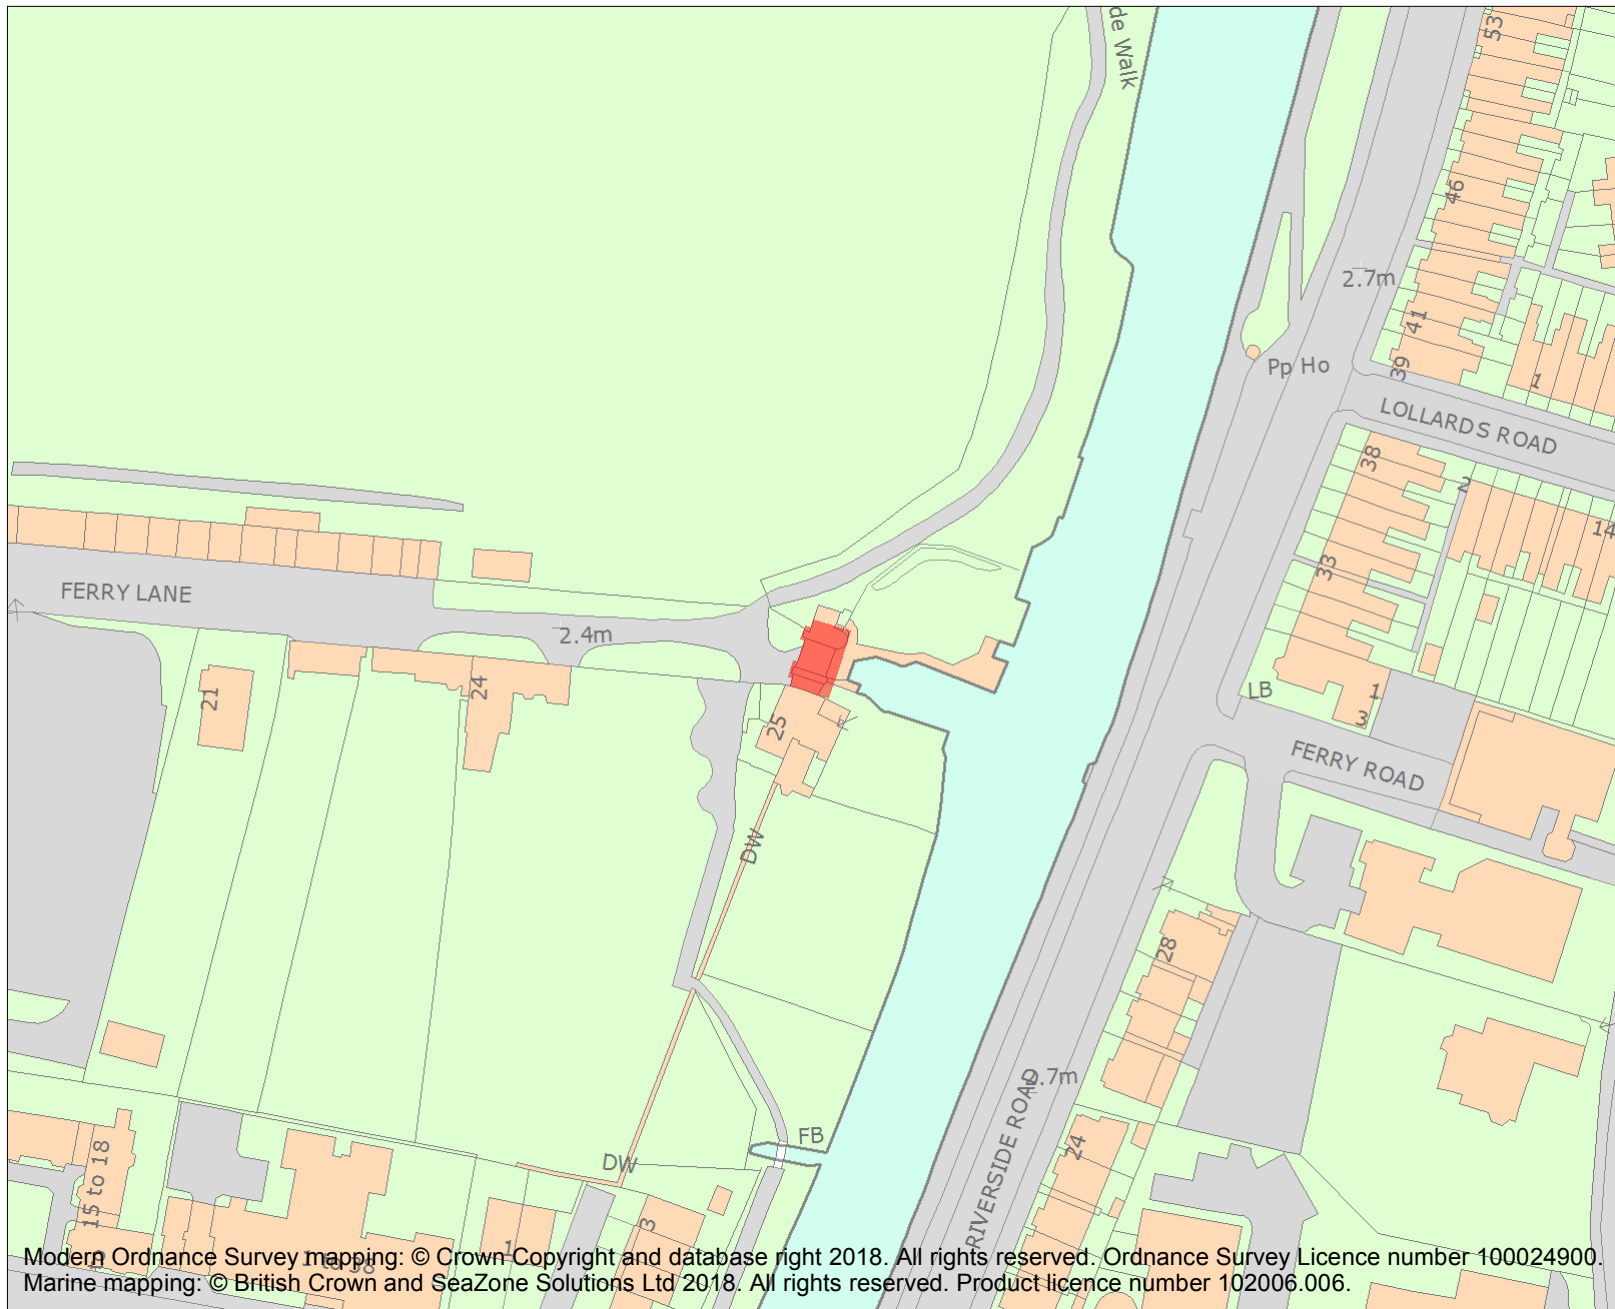 de Walk
53
46
2.7m
41
39
Pp Ho
1
LOLLARDS ROAD
38
2
14
33
FERRY LANE
2.4m
21
24
25
LB
1
3
FERRY ROAD
DW
28
2.7m
FB
DW
24
RIVERSIDE ROAD
15 to 18
3
1
1 to 38
Modern Ordnance Survey mapping: © Crown Copyright and database right 2018. All rights reserved. Ordnance Survey Licence number 100024900.
Marine mapping: © British Crown and SeaZone Solutions Ltd 2018. All rights reserved. Product licence number 102006.006.